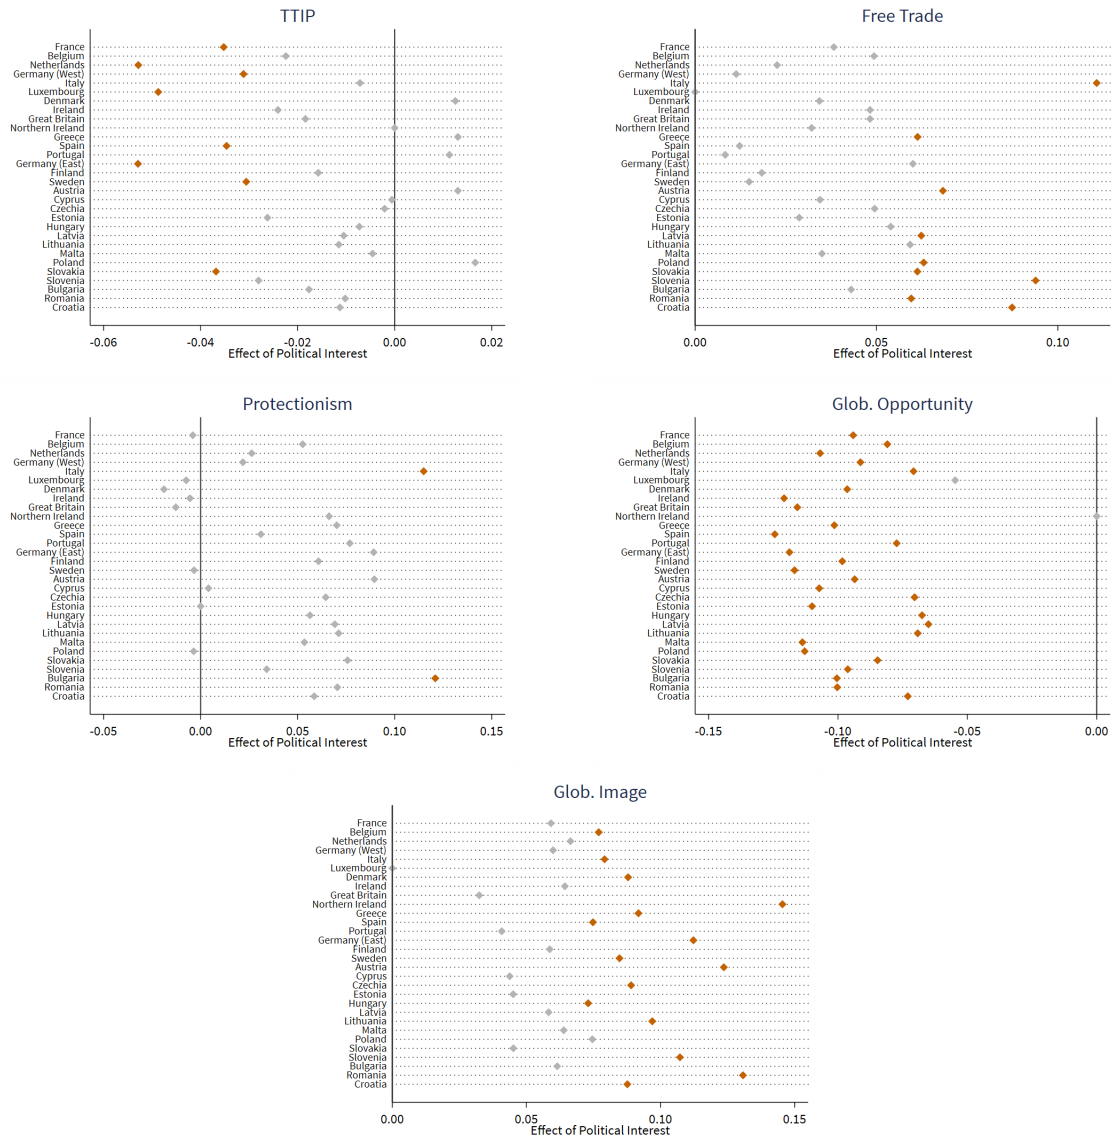 TTIP
France
Belgium
Netherlands
Germany (West)
Italy
Luxembourg
Denmark
Ireland
Great Britain
Northern Ireland
Greece
Spain
Portugal
Germany (East)
Finland
Sweden
Austria
Cyprus
Czechia
Estonia
Hungary
Latvia
Lithuania
Malta
Poland
Slovakia
Slovenia
Bulgaria
Romania
Croatia
-0.06 -0.04 -0.02 0.00 0.02
Effect of Political Interest
Free Trade
France
Belgium
Netherlands
Germany (West)
Italy
Luxembourg
Denmark
Ireland
Great Britain
Northern Ireland
Greece
Spain
Portugal
Germany (East)
Finland
Sweden
Austria
Cyprus
Czechia
Estonia
Hungary
Latvia
Lithuania
Malta
Poland
Slovakia
Slovenia
Bulgaria
Romania
Croatia
0.00 0.05 0.10
Effect of Political Interest
Protectionism
France
Belgium
Netherlands
Germany (West)
Italy
Luxembourg
Denmark
Ireland
Great Britain
Northern Ireland
Greece
Spain
Portugal
Germany (East)
Finland
Sweden
Austria
Cyprus
Czechia
Estonia
Hungary
Latvia
Lithuania
Malta
Poland
Slovakia
Slovenia
Bulgaria
Romania
Croatia
-0.05 0.00 0.05 0.10 0.15
Effect of Political Interest
Glob. Opportunity
France
Belgium
Netherlands
Germany (West)
Italy
Luxembourg
Denmark
Ireland
Great Britain
Northern Ireland
Greece
Spain
Portugal
Germany (East)
Finland
Sweden
Austria
Cyprus
Czechia
Estonia
Hungary
Latvia
Lithuania
Malta
Poland
Slovakia
Slovenia
Bulgaria
Romania
Croatia
-0.15 -0.10 -0.05 0.00
Effect of Political Interest
Glob. Image
France
Belgium
Netherlands
Germany (West)
Italy
Luxembourg
Denmark
Ireland
Great Britain
Northern Ireland
Greece
Spain
Portugal
Germany (East)
Finland
Sweden
Austria
Cyprus
Czechia
Estonia
Hungary
Latvia
Lithuania
Malta
Poland
Slovakia
Slovenia
Bulgaria
Romania
Croatia
0.00 0.05 0.10 0.15
Effect of Political Interest